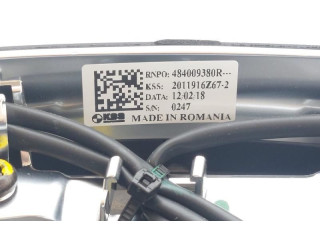 RNPO: 484009380R---
KSS: 2011916Z67-2
DATA: 12/02/18
S/N: 0247
KSS MADE IN ROMANIA